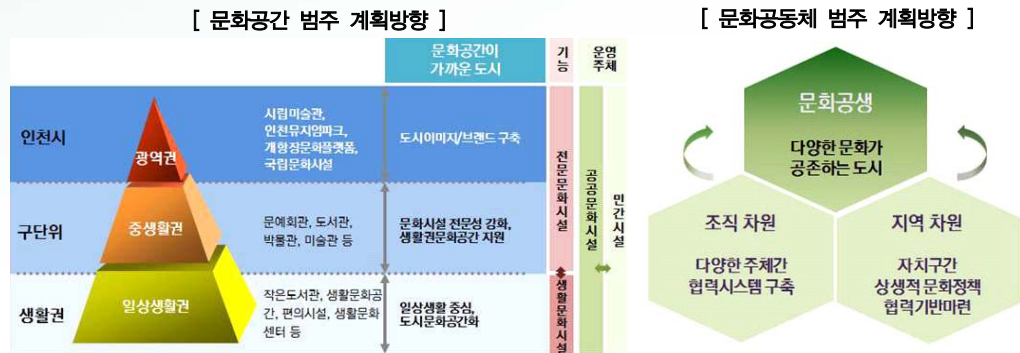 [ 문화공간 범주 계획방향 ]
문화공간이
가까운 도시
기
능
운영
주체
인천시
광역권
시립미술관,
인천뮤지엄파크,
개항장문화플랫폼,
국립문화시설
도시이미지/브랜드 구축
구단위
중생활권
문예회관, 도서관,
박물관, 미술관 등
문화시설 전문성 강화,
생활권문화공간 지원
생활권
일상생활권
작은도서관, 생활문화공
간, 편의시설, 생활문화
센터 등
일상생활 중심,
도시문화공간화
전문문화시설
생활문화시설
공공문화시설
민간시설
[ 문화공동체 범주 계획방향 ]
문화공생
다양한 문화가
공존하는 도시
조직 차원
다양한 주체간
협력시스템 구축
지역 차원
자치구간
상생적 문화정책
협력기반마련